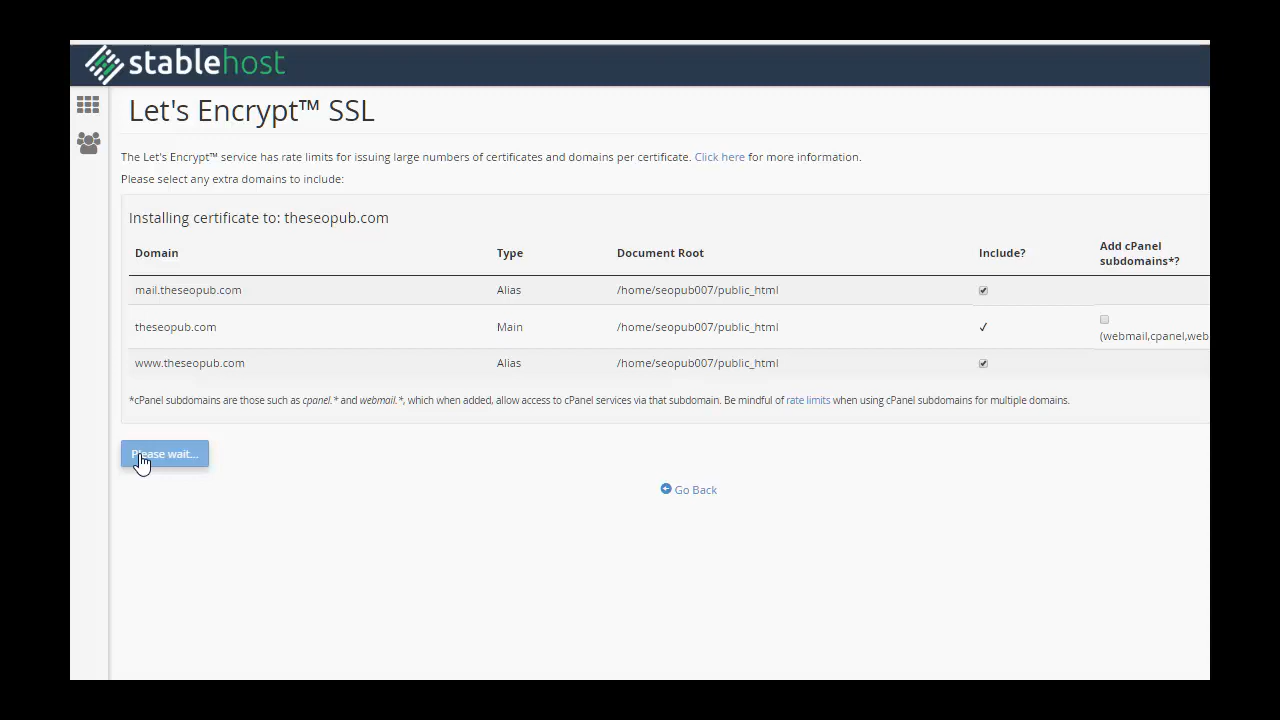 stablehost
Let's Encrypt™ SSL
The Let's Encrypt™ service has rate limits for issuing large numbers of certificates and domains per certificate. Click here for more information.
Please select any extra domains to include:
Installing certificate to: theseopub.com
Domain Type Document Root Include? Add cPanel
subdomains*?
mail.theseopub.com Alias /home/seopub007/public_html
theseopub.com Main /home/seopub007/public_html ✓
(webmail,cpanel,web
www.theseopub.com Alias /home/seopub007/public_html
*cPanel subdomains are those such as cpanel.* and webmail.*, which when added, allow access to cPanel services via that subdomain. Be mindful of rate limits when using cPanel subdomains for multiple domains.
Please wait...
Go Back